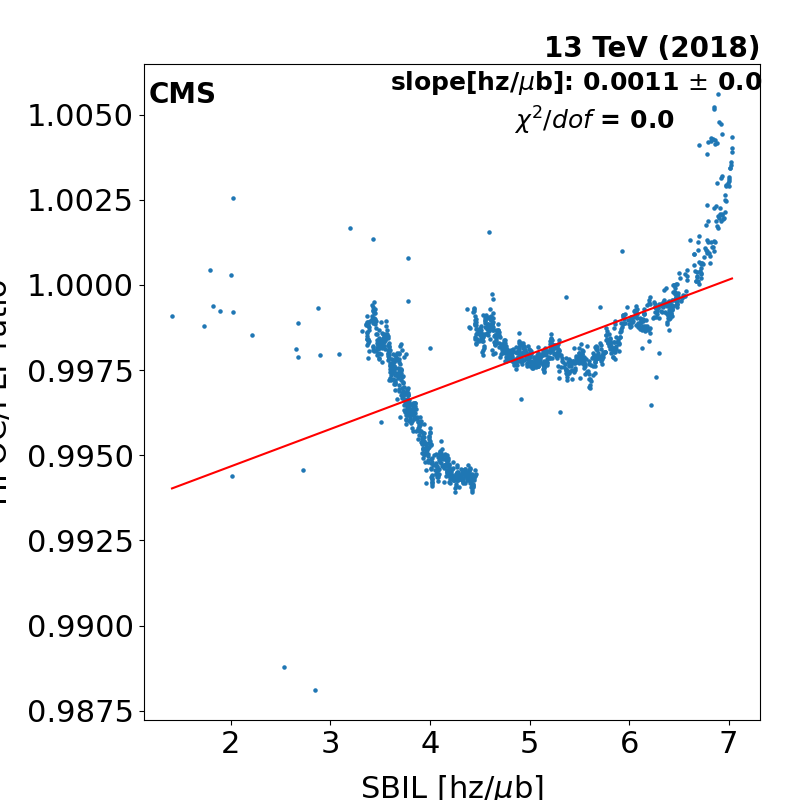 13 TeV (2018)
CMS
slope[hz/μb]: 0.0011 ± 0.0
χ²/dof = 0.0
1.0050
1.0025
1.0000
0.9975
0.9950
0.9925
0.9900
0.9875
2 3 4 5 6 7
SBIL [hz/μb]